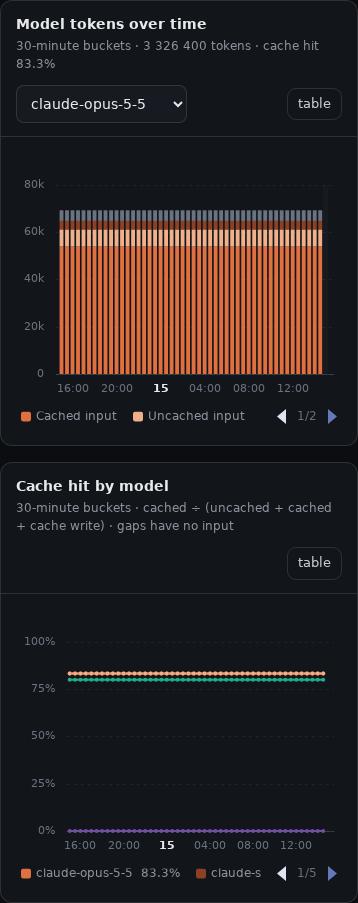 Model tokens over time
30-minute buckets · 3 326 400 tokens · cache hit
83.3%
claude-opus-5-5
table
80k
60k
40k
20k
0
16:00 20:00 15 04:00 08:00 12:00
Cached input Uncached input 1/2
Cache hit by model
30-minute buckets · cached ÷ (uncached + cached
+ cache write) · gaps have no input
table
100%
75%
50%
25%
0%
16:00 20:00 15 04:00 08:00 12:00
claude-opus-5-5 83.3% claude-s 1/5